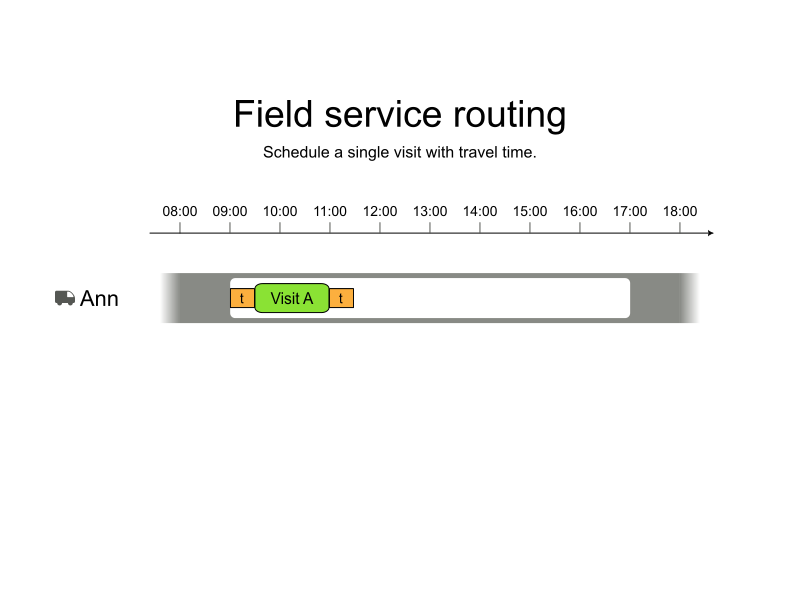 Field service routing
Schedule a single visit with travel time.
08:00 09:00 10:00 11:00 12:00 13:00 14:00 15:00 16:00 17:00 18:00
Ann t Visit A t